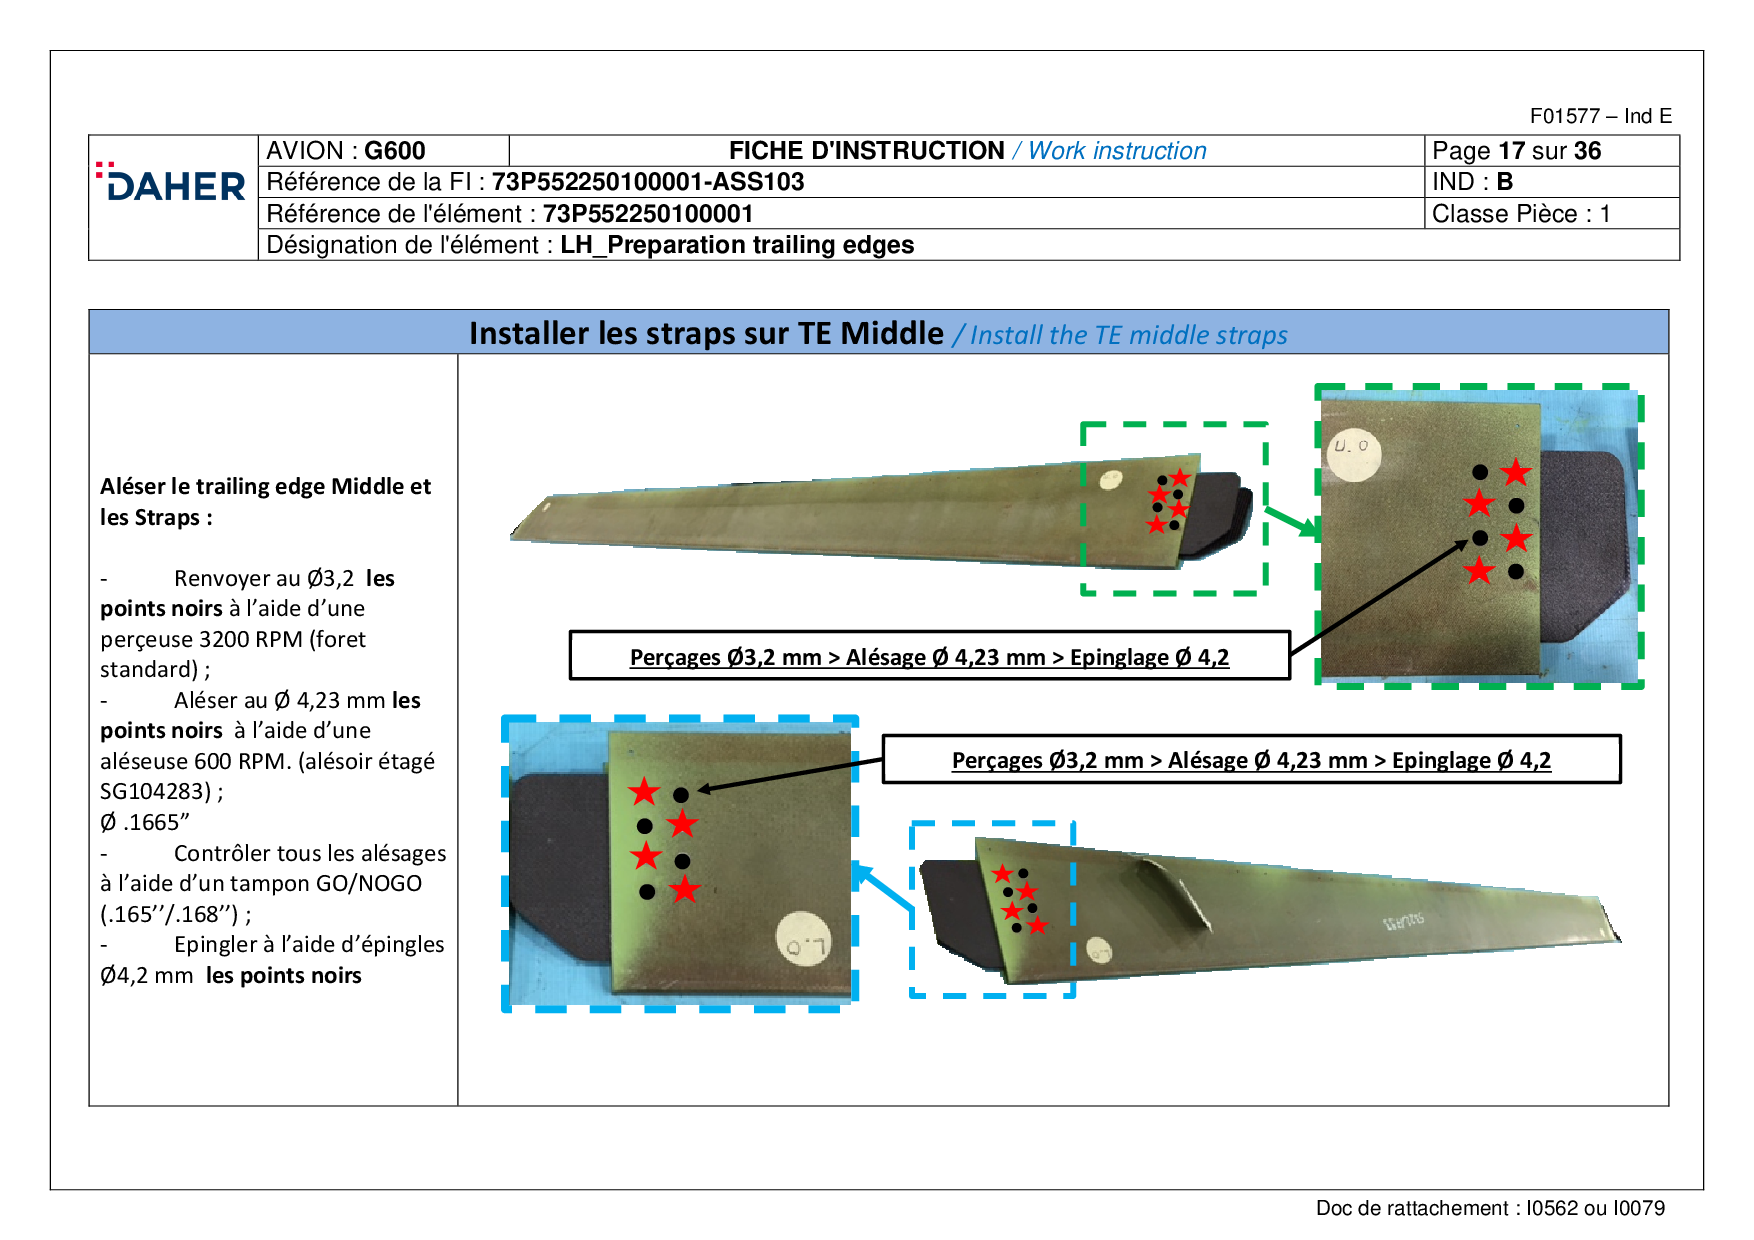 F01577 – Ind E
DAHER
AVION : G600
FICHE D'INSTRUCTION / Work instruction
Page 17 sur 36
Référence de la FI : 73P552250100001-ASS103
IND : B
Référence de l'élément : 73P552250100001
Classe Pièce : 1
Désignation de l'élément : LH_Preparation trailing edges
Installer les straps sur TE Middle / Install the TE middle straps
Aléser le trailing edge Middle et
les Straps :
- Renvoyer au Ø3,2 les
points noirs à l’aide d’une
perçeuse 3200 RPM (foret
standard) ;
- Aléser au Ø 4,23 mm les
points noirs à l’aide d’une
aléseuse 600 RPM. (alésoir étagé
SG104283) ;
Ø .1665”
- Contrôler tous les alésages
à l’aide d’un tampon GO/NOGO
(.165’’/.168’’) ;
- Epingler à l’aide d’épingles
Ø4,2 mm les points noirs
Perçages Ø3,2 mm > Alésage Ø 4,23 mm > Epinglage Ø 4,2
Perçages Ø3,2 mm > Alésage Ø 4,23 mm > Epinglage Ø 4,2
Doc de rattachement : I0562 ou I0079